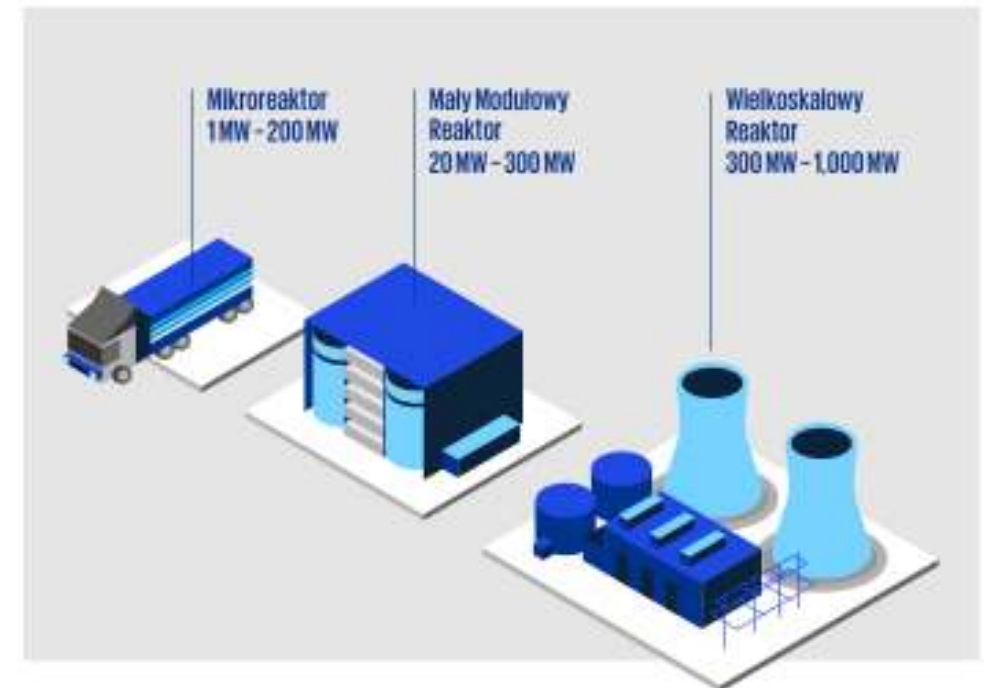 Mikroreaktor
1 MW - 200 MW
Mały Modułowy
Reaktor
20 MW - 300 MW
Wielkoskalowy
Reaktor
300 MW - 1,000 MW